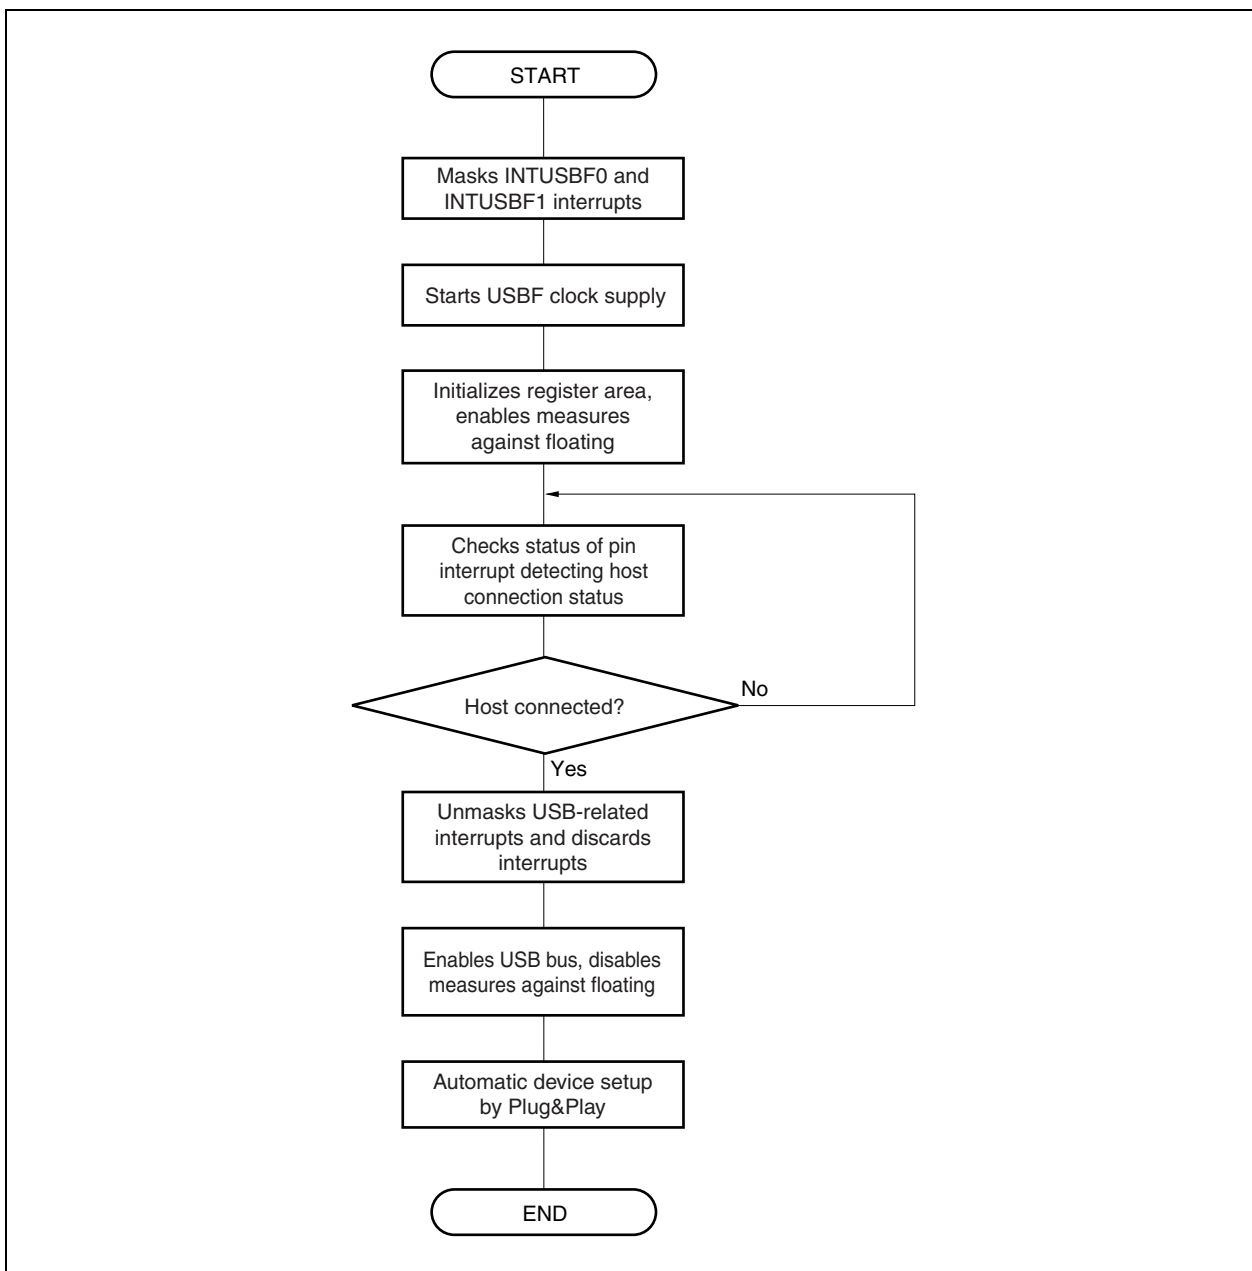 START
Masks INTUSBF0 and
INTUSBF1 interrupts
Starts USBF clock supply
Initializes register area,
enables measures
against floating
Checks status of pin
interrupt detecting host
connection status
Host connected?
No
Yes
Unmasks USB-related
interrupts and discards
interrupts
Enables USB bus, disables
measures against floating
Automatic device setup
by Plug&Play
END